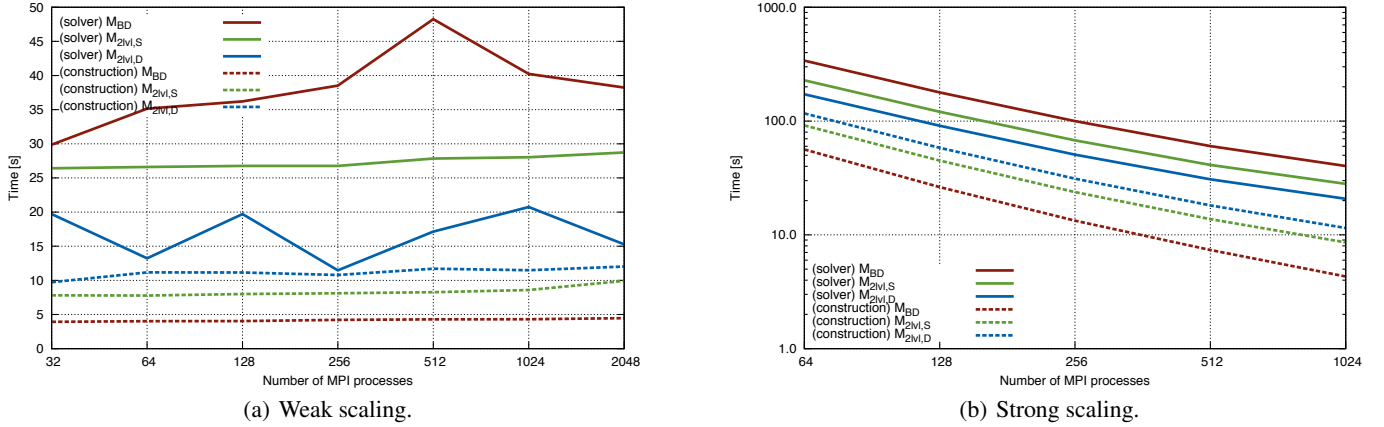 50
45
40
35
30
25
20
15
10
5
0
Time [s]
(solver) M_BD
(solver) M_2lvl,S
(solver) M_2lvl,D
(construction) M_BD
(construction) M_2lvl,S
(construction) M_2lvl,D
32 64 128 256 512 1024 2048
Number of MPI processes
(a) Weak scaling.
1000.0
100.0
10.0
1.0
Time [s]
(solver) M_BD
(solver) M_2lvl,S
(solver) M_2lvl,D
(construction) M_BD
(construction) M_2lvl,S
(construction) M_2lvl,D
64 128 256 512 1024
Number of MPI processes
(b) Strong scaling.